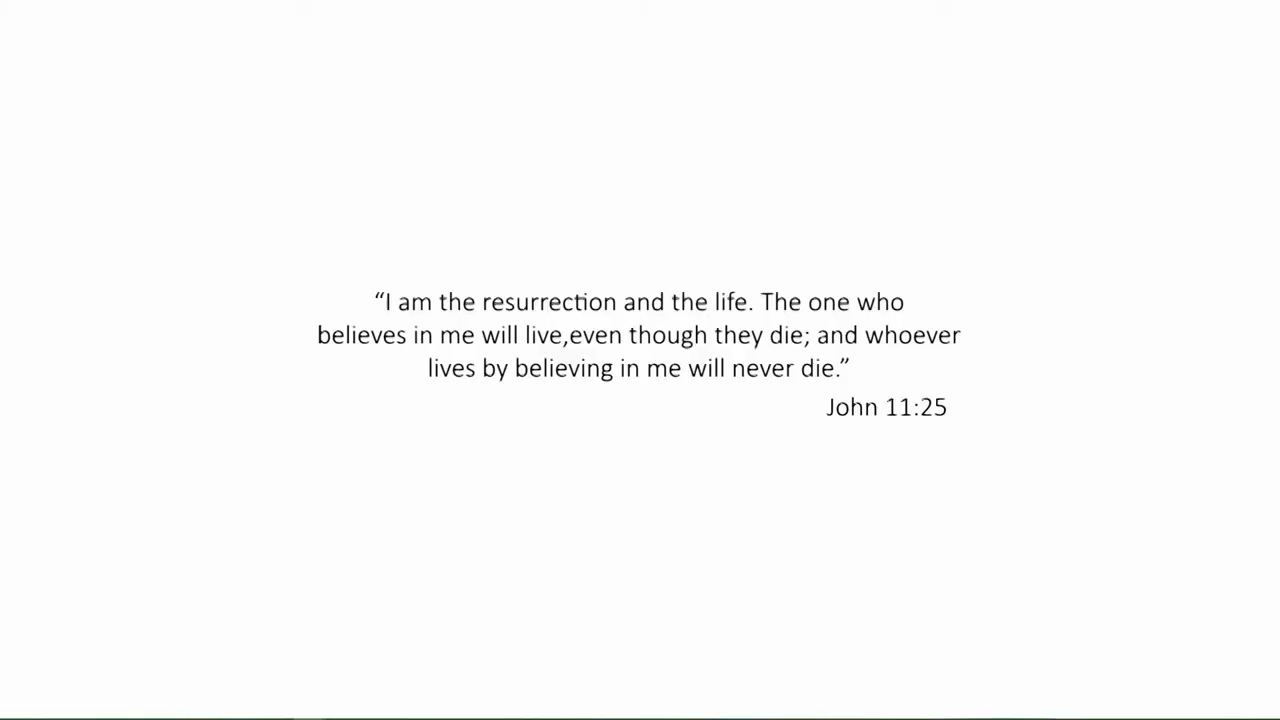 “I am the resurrection and the life. The one who
believes in me will live,even though they die; and whoever
lives by believing in me will never die.”
John 11:25